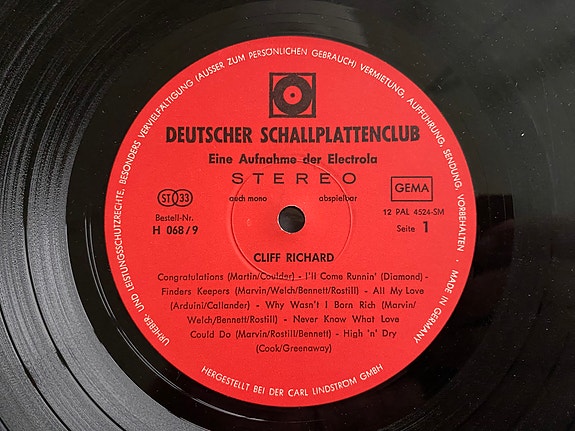 URHEBER- UND LEISTUNGSSCHUTZRECHTE, BESONDERS VERVIELFÄLTIGUNG (AUSSER ZUM PERSÖNLICHEN GEBRAUCH) VERMIETUNG, AUFFÜHRUNG, SENDUNG, VORBEHALTEN · MADE IN GERMANY
DEUTSCHER SCHALLPLATTENCLUB
Eine Aufnahme der Electrola
STEREO
auch mono abspielbar
ST 33
GEMA
Bestell-Nr.
H 068/9
12 PAL 4524-SM
Seite 1
CLIFF RICHARD
Congratulations (Martin/Coulder) - I'll Come Runnin' (Diamond) -
Finders Keepers (Marvin/Welch/Bennett/Rostill) - All My Love
(Arduini/Callander) - Why Wasn't I Born Rich (Marvin/
Welch/Bennett/Rostill) - Never Know What Love
Could Do (Marvin/Rostill/Bennett) - High 'n' Dry
(Cook/Greenaway)
HERGESTELLT BEI DER CARL LINDSTRÖM GMBH